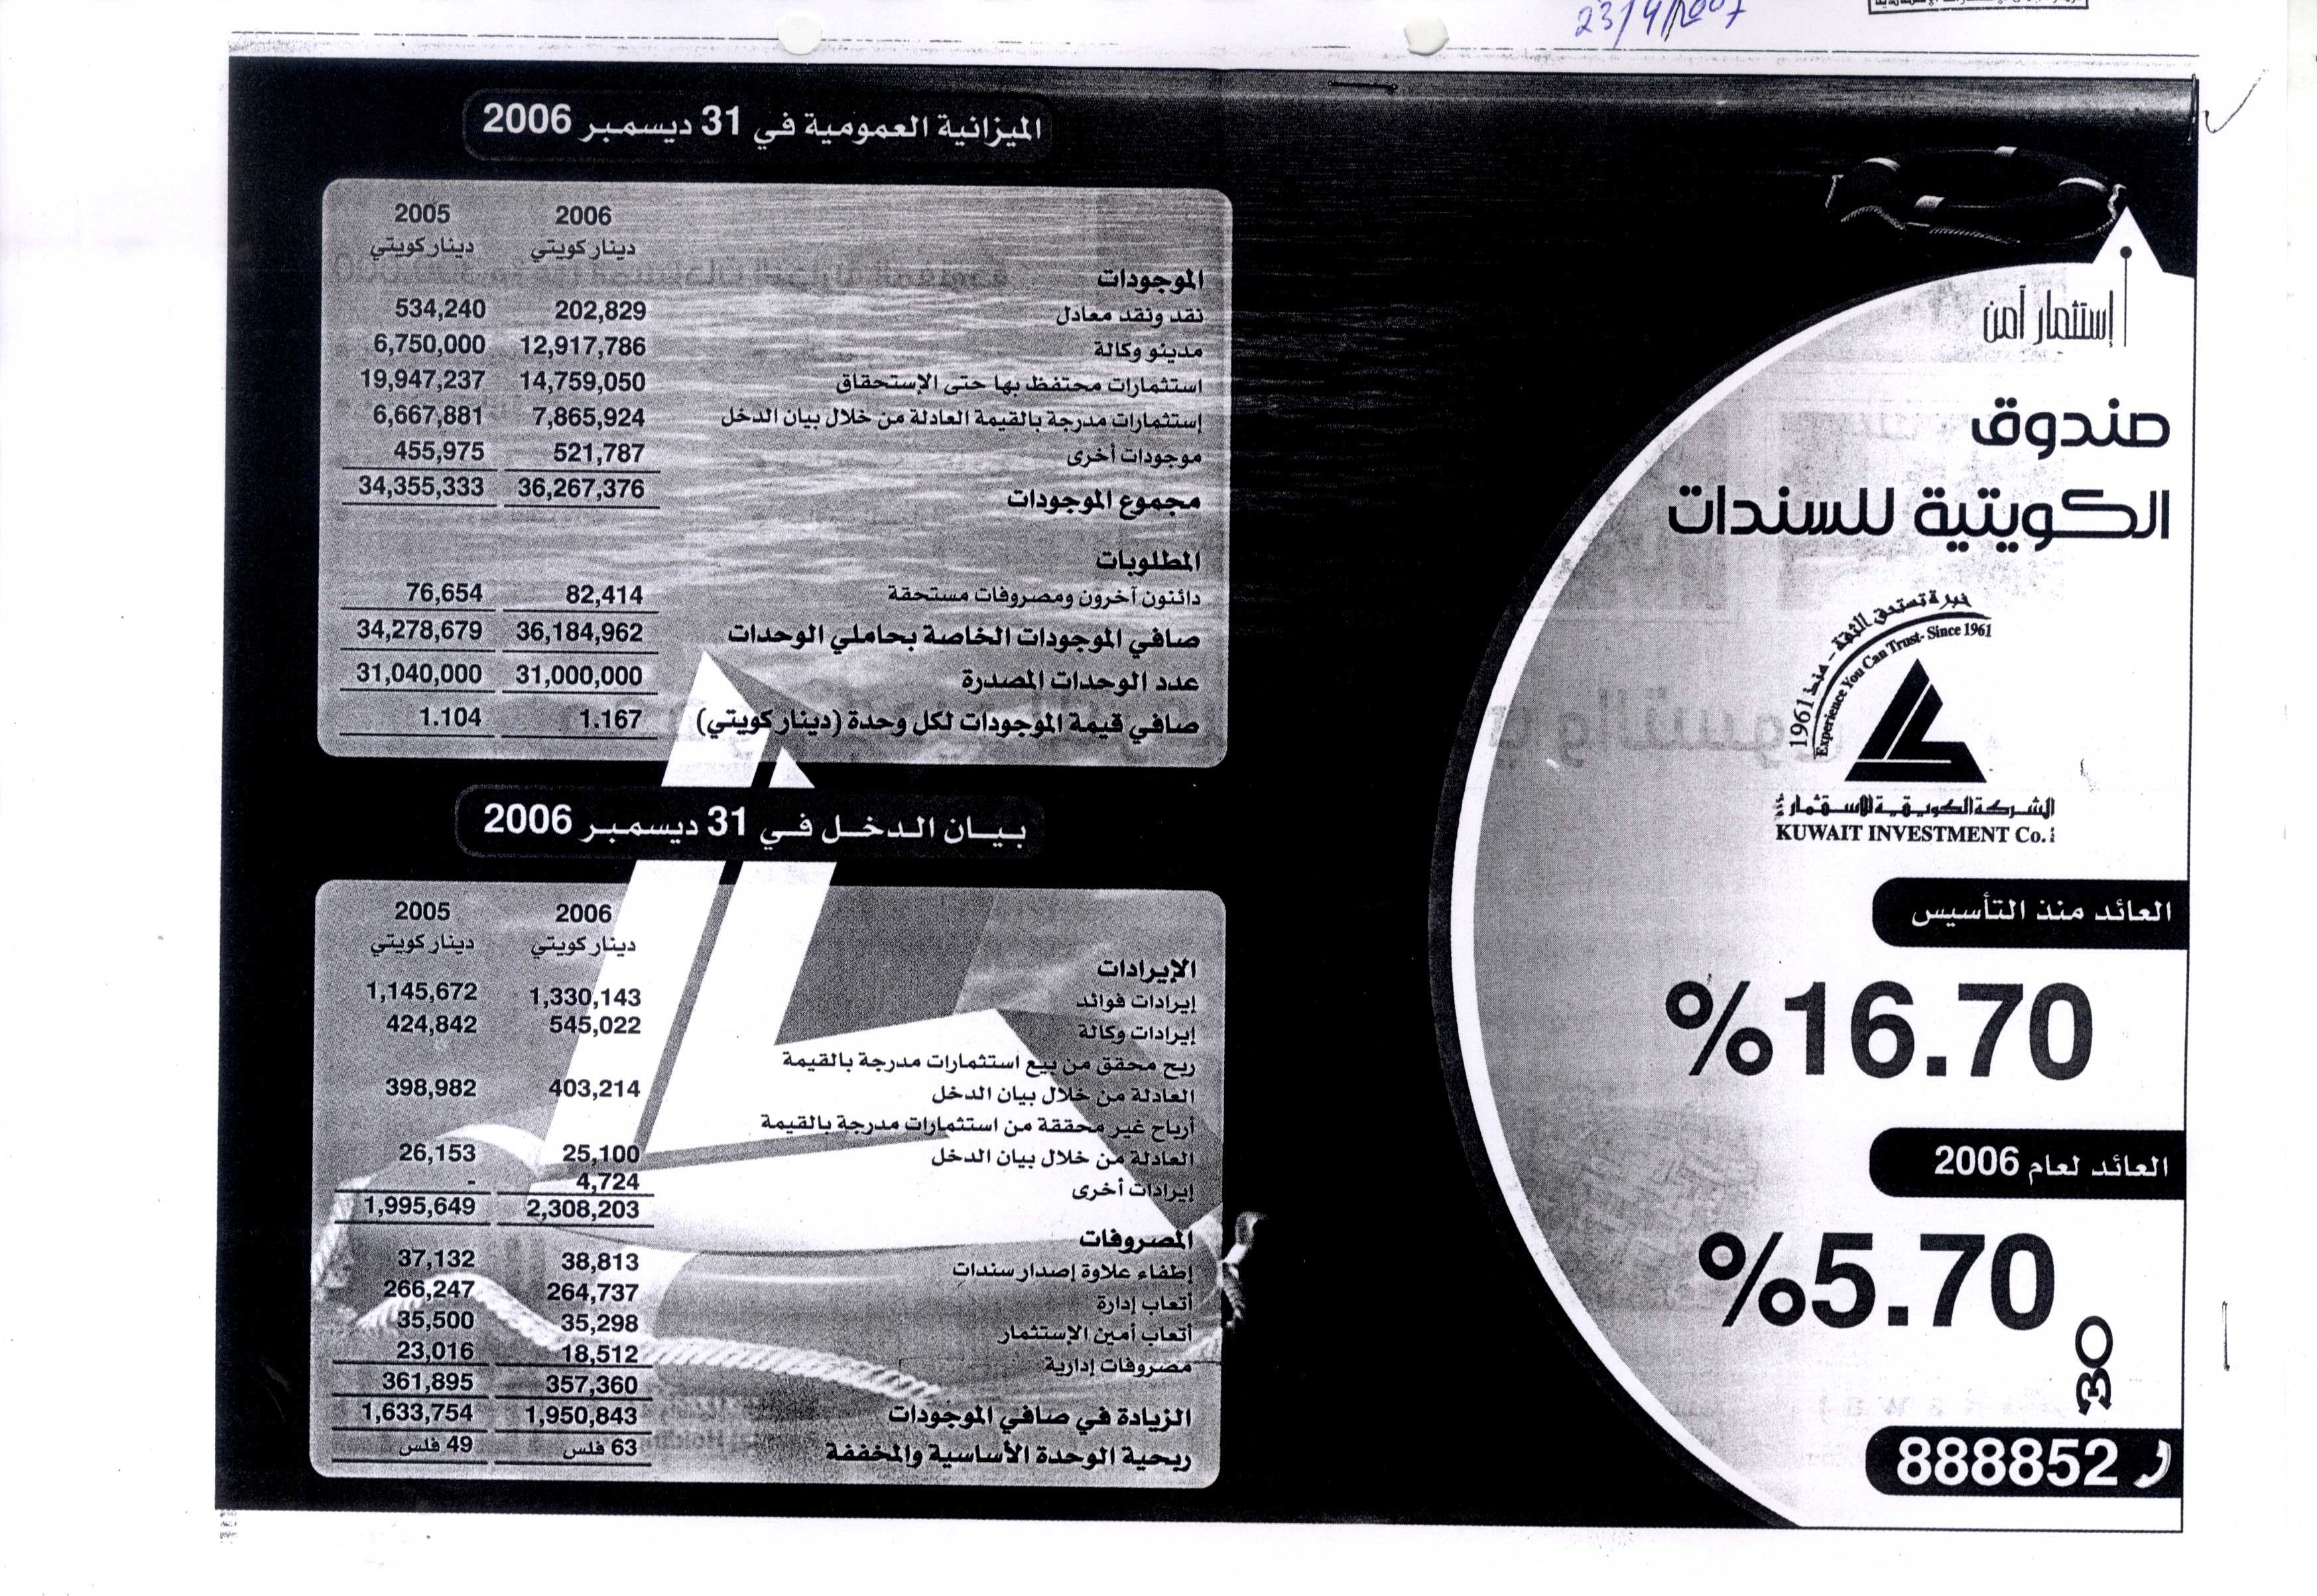 23/4/2007
إستثمار آمن
صندوق
الكويتية للسندات
خبرة تستحق الثقة - منذ 1961
Experience You Can Trust- Since 1961
الشركة الكويتية للاستثمار
KUWAIT INVESTMENT Co.
العائد منذ التأسيس
%16.70
العائد لعام 2006
%5.70
888852
الميزانية العمومية في 31 ديسمبر 2006
2006 2005
دينار كويتي دينار كويتي
الموجودات
نقد ونقد معادل 202,829 534,240
مدينو وكالة 12,917,786 6,750,000
استثمارات محتفظ بها حتى الإستحقاق 14,759,050 19,947,237
إستثمارات مدرجة بالقيمة العادلة من خلال بيان الدخل 7,865,924 6,667,881
موجودات أخرى 521,787 455,975
مجموع الموجودات 36,267,376 34,355,333
المطلوبات
دائنون آخرون ومصروفات مستحقة 82,414 76,654
صافي الموجودات الخاصة بحاملي الوحدات 36,184,962 34,278,679
عدد الوحدات المصدرة 31,000,000 31,040,000
صافي قيمة الموجودات لكل وحدة (دينار كويتي) 1.167 1.104
بيان الدخل في 31 ديسمبر 2006
2006 2005
دينار كويتي دينار كويتي
الإيرادات
إيرادات فوائد 1,330,143 1,145,672
إيرادات وكالة 545,022 424,842
ربح محقق من بيع استثمارات مدرجة بالقيمة
العادلة من خلال بيان الدخل 403,214 398,982
أرباح غير محققة من استثمارات مدرجة بالقيمة
العادلة من خلال بيان الدخل 25,100 26,153
إيرادات أخرى 4,724 -
2,308,203 1,995,649
المصروفات
إطفاء علاوة إصدار سندات 38,813 37,132
أتعاب إدارة 264,737 266,247
أتعاب أمين الإستثمار 35,298 35,500
مصروفات إدارية 18,512 23,016
357,360 361,895
الزيادة في صافي الموجودات 1,950,843 1,633,754
ربحية الوحدة الأساسية والمخففة 63 فلس 49 فلس